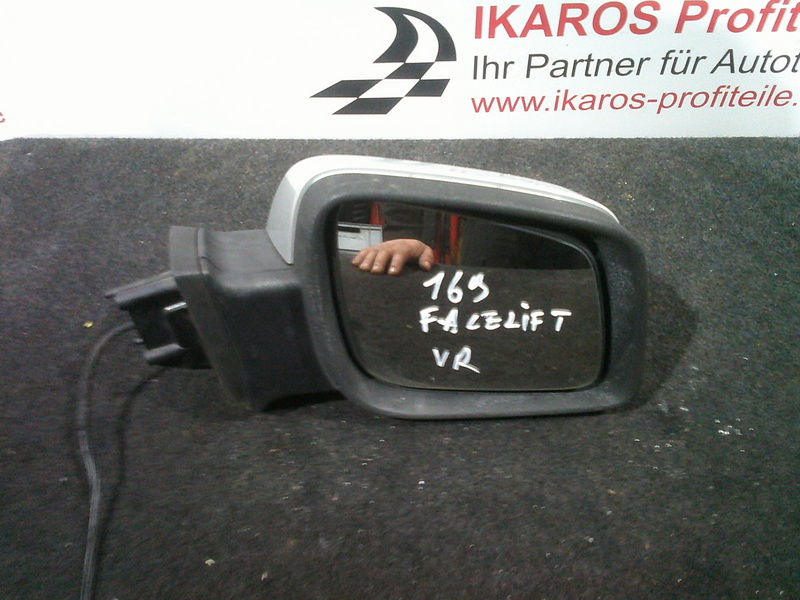 IKAROS Profit
Ihr Partner für Autot
www.ikaros-profiteile.
169
FACELIFT
VR